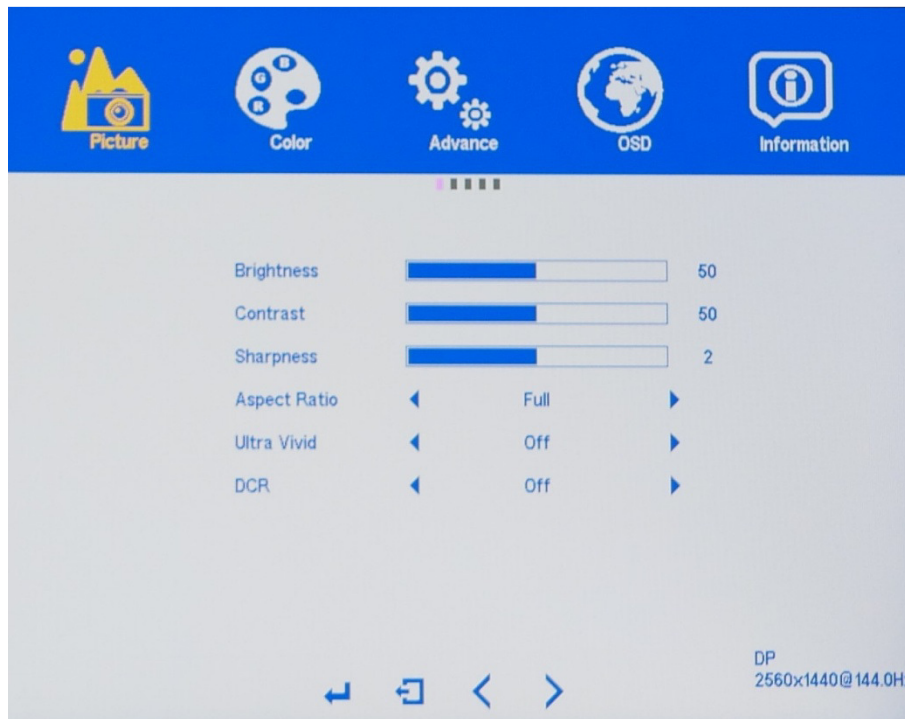 B
G
R
Picture Color Advance OSD Information
Brightness 50
Contrast 50
Sharpness 2
Aspect Ratio Full
Ultra Vivid Off
DCR Off
DP
2560x1440@144.0H